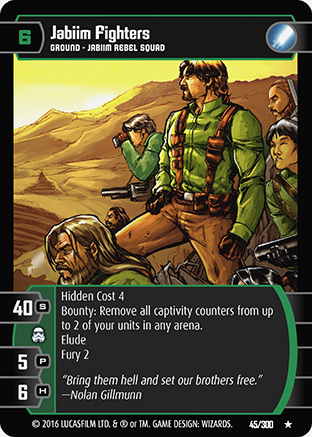 6
Jabiim Fighters
GROUND - JABIIM REBEL SQUAD
40 S
5 P
6 H
Hidden Cost 4
Bounty: Remove all captivity counters from up
to 2 of your units in any arena.
Elude
Fury 2
“Bring them hell and set our brothers free.”
—Nolan Gillmunn
© 2016 LUCASFILM LTD. & ® or TM. GAME DESIGN: WIZARDS.
45/300 ★